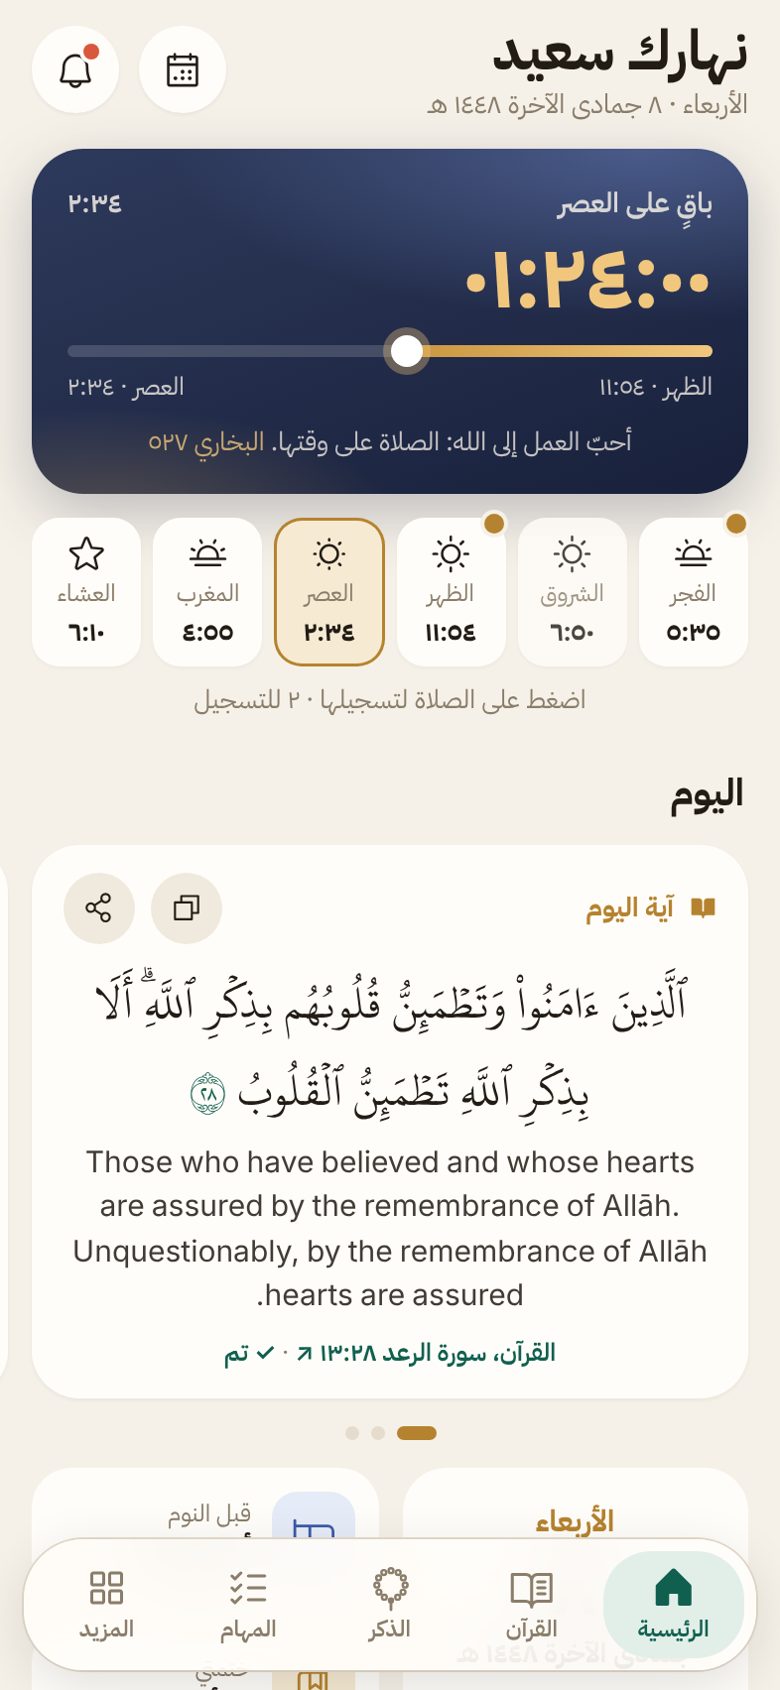 نهارك سعيد
الأربعاء · ٨ جمادى الآخرة ١٤٤٨ هـ
باقٍ على العصر
٢:٣٤
٠١:٢٤:٠٠
الظهر · ١١:٥٤
العصر · ٢:٣٤
أحبّ العمل إلى الله: الصلاة على وقتها. البخاري ٥٢٧
الفجر
٥:٣٥
الشروق
٦:٥٠
الظهر
١١:٥٤
العصر
٢:٣٤
المغرب
٤:٥٥
العشاء
٦:١٠
اضغط على الصلاة لتسجيلها · ٢ للتسجيل
اليوم
آية اليوم
ٱلَّذِينَ ءَامَنُوا۟ وَتَطْمَئِنُّ قُلُوبُهُم بِذِكْرِ ٱللَّهِ ۗ أَلَا
بِذِكْرِ ٱللَّهِ تَطْمَئِنُّ ٱلْقُلُوبُ ٢٨
Those who have believed and whose hearts
are assured by the remembrance of Allāh.
Unquestionably, by the remembrance of Allāh
hearts are assured.
القرآن، سورة الرعد ١٣:٢٨ ↗ · ✓ تم
الأربعاء
قبل النوم
جمادى الآخرة ١٤٤٨ هـ
الرئيسية
القرآن
الذكر
المهام
المزيد